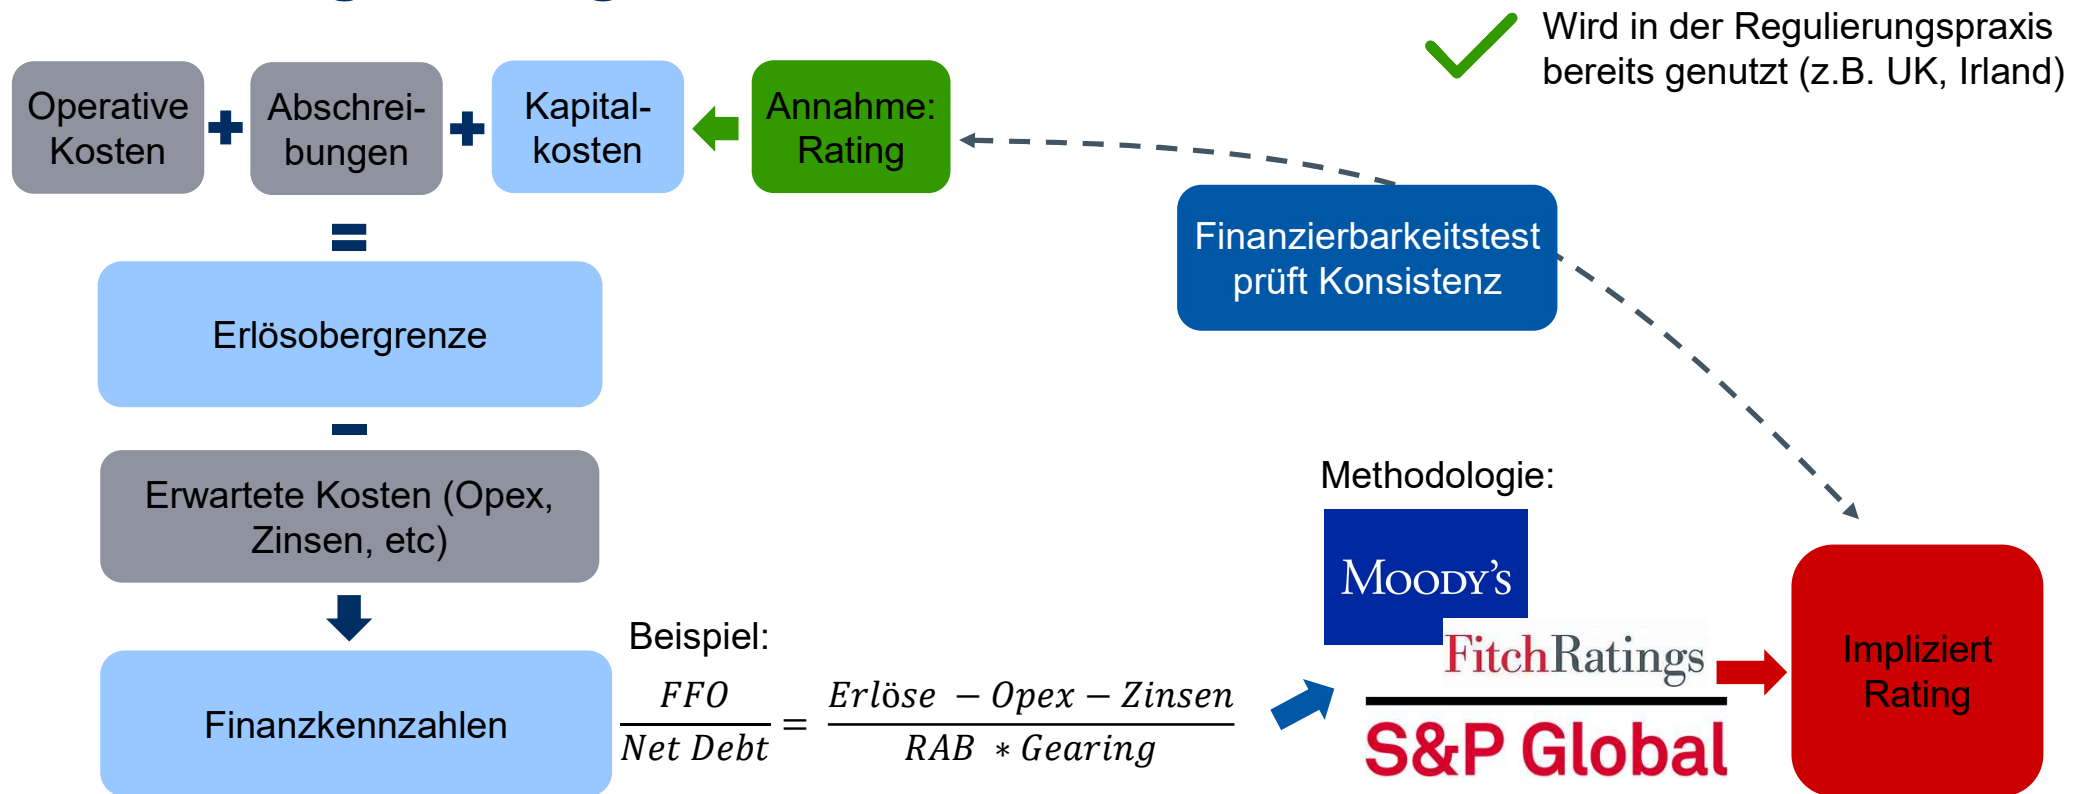 Wird in der Regulierungspraxis
bereits genutzt (z.B. UK, Irland)
Operative
Kosten
+
Abschrei-
bungen
+
Kapital-
kosten
Annahme:
Rating
=
Finanzierbarkeitstest
prüft Konsistenz
Erlösobergrenze
-
Erwartete Kosten (Opex,
Zinsen, etc)
Methodologie:
MOODY'S
FitchRatings
S&P Global
Impliziert
Rating
Finanzkennzahlen
Beispiel:
FFO
Net Debt
=
Erlöse − Opex − Zinsen
RAB * Gearing